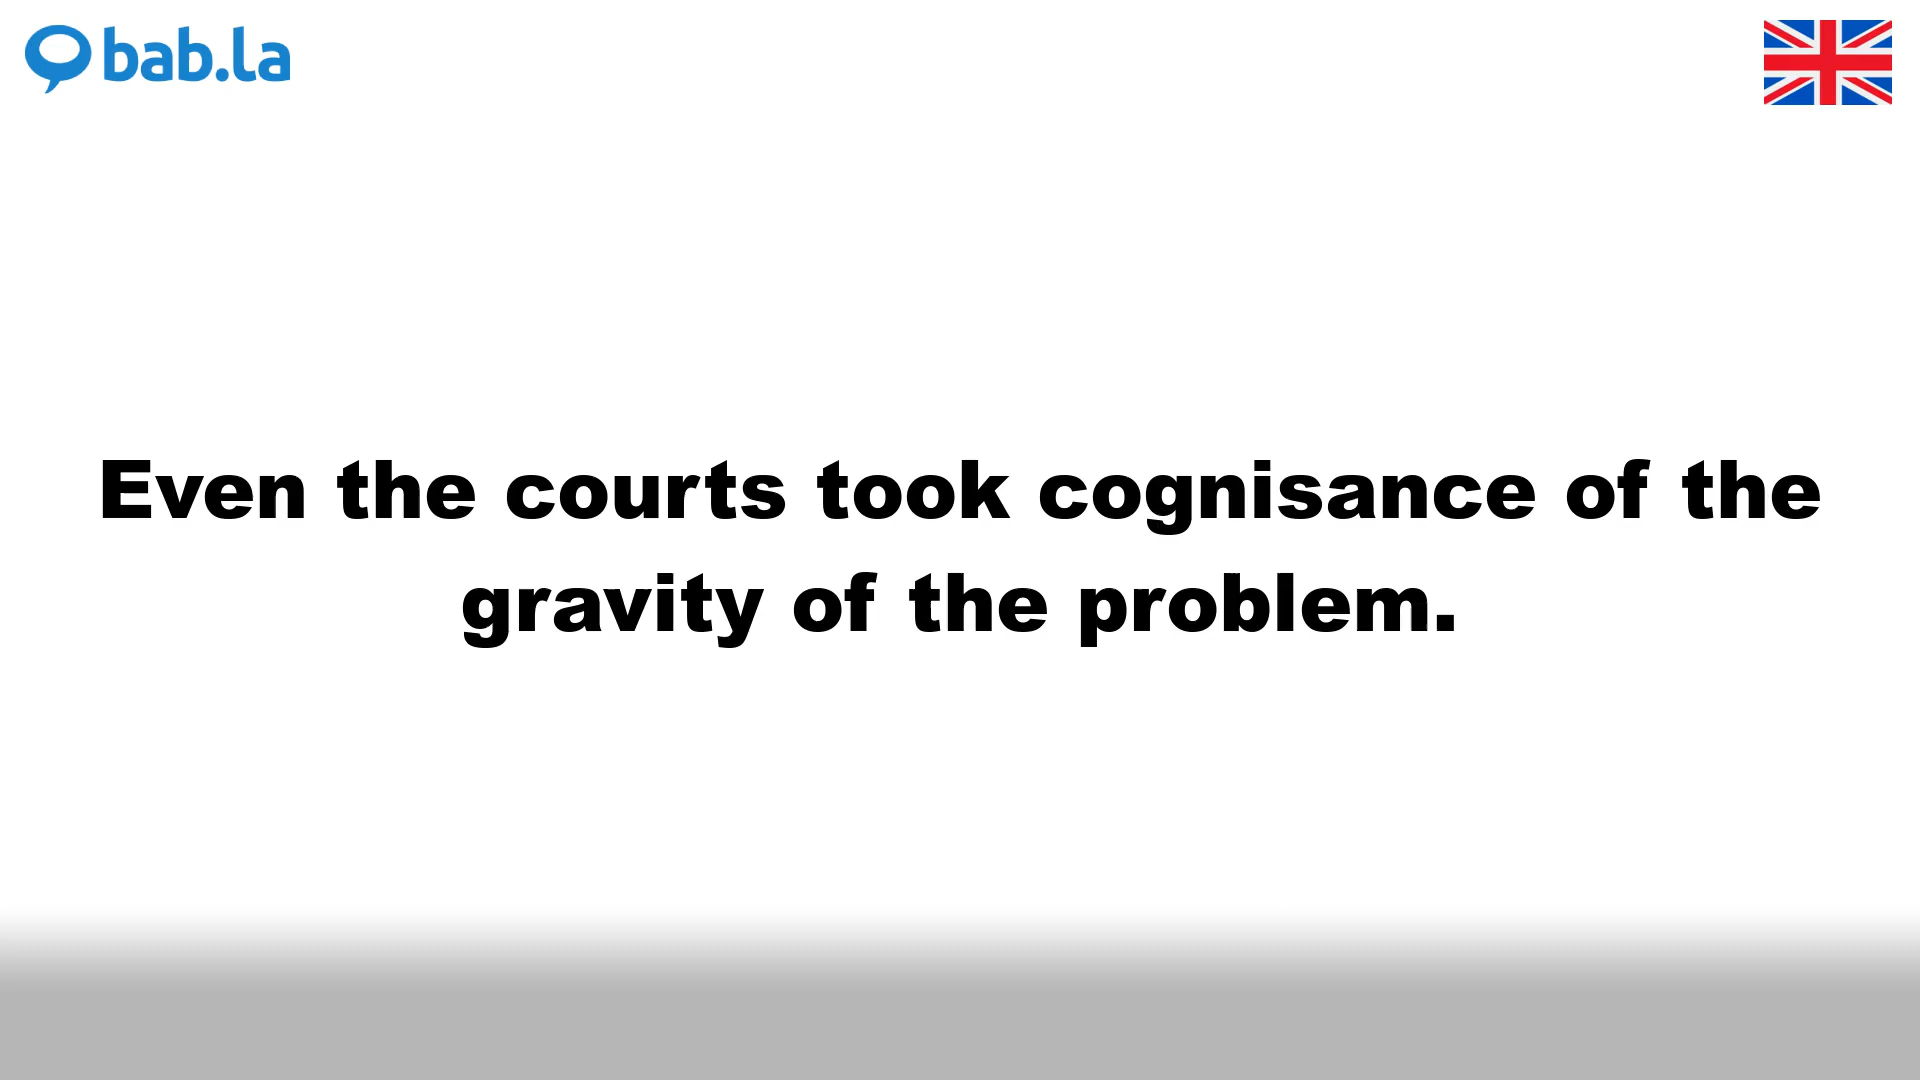 bab.la
Even the courts took cognisance of the
gravity of the problem.